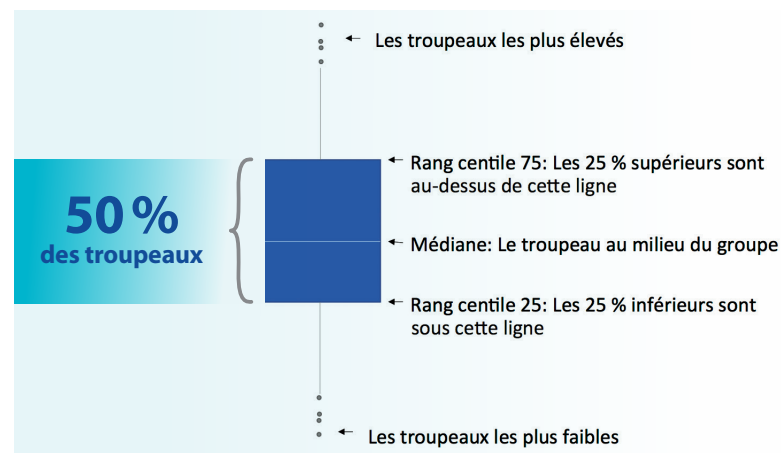 Les troupeaux les plus élevés
Rang centile 75: Les 25 % supérieurs sont
au-dessus de cette ligne
50 %
des troupeaux
Médiane: Le troupeau au milieu du groupe
Rang centile 25: Les 25 % inférieurs sont
sous cette ligne
Les troupeaux les plus faibles